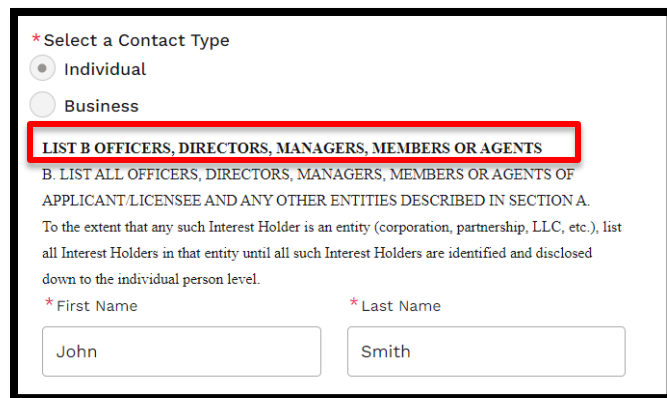 *Select a Contact Type
Individual
Business
LIST B OFFICERS, DIRECTORS, MANAGERS, MEMBERS OR AGENTS
B. LIST ALL OFFICERS, DIRECTORS, MANAGERS, MEMBERS OR AGENTS OF
APPLICANT/LICENSEE AND ANY OTHER ENTITIES DESCRIBED IN SECTION A.
To the extent that any such Interest Holder is an entity (corporation, partnership, LLC, etc.), list
all Interest Holders in that entity until all such Interest Holders are identified and disclosed
down to the individual person level.
*First Name *Last Name
John Smith